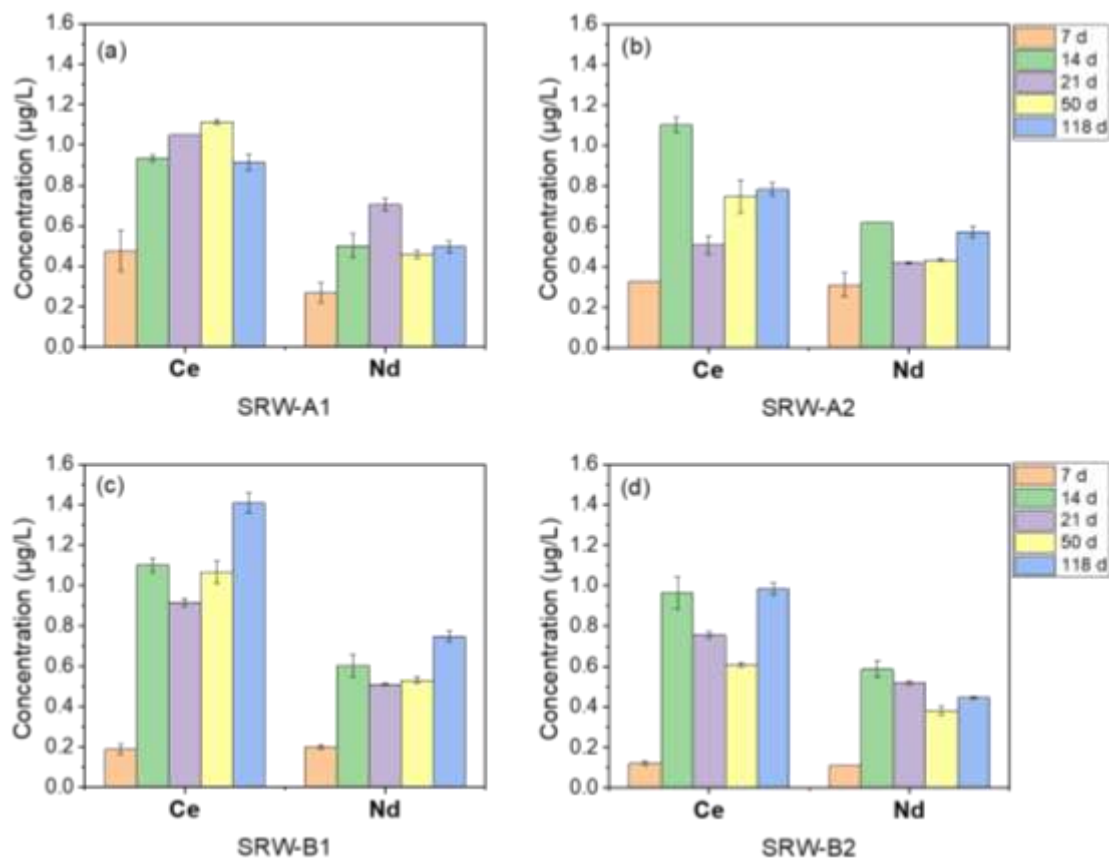 (a)
Concentration (µg/L)
1.6
1.4
1.2
1.0
0.8
0.6
0.4
0.2
0.0
Ce Nd
SRW-A1
(b)
Concentration (µg/L)
1.6
1.4
1.2
1.0
0.8
0.6
0.4
0.2
0.0
Ce Nd
SRW-A2
7 d
14 d
21 d
50 d
118 d
(c)
Concentration (µg/L)
1.6
1.4
1.2
1.0
0.8
0.6
0.4
0.2
0.0
Ce Nd
SRW-B1
(d)
Concentration (µg/L)
1.6
1.4
1.2
1.0
0.8
0.6
0.4
0.2
0.0
Ce Nd
SRW-B2
7 d
14 d
21 d
50 d
118 d